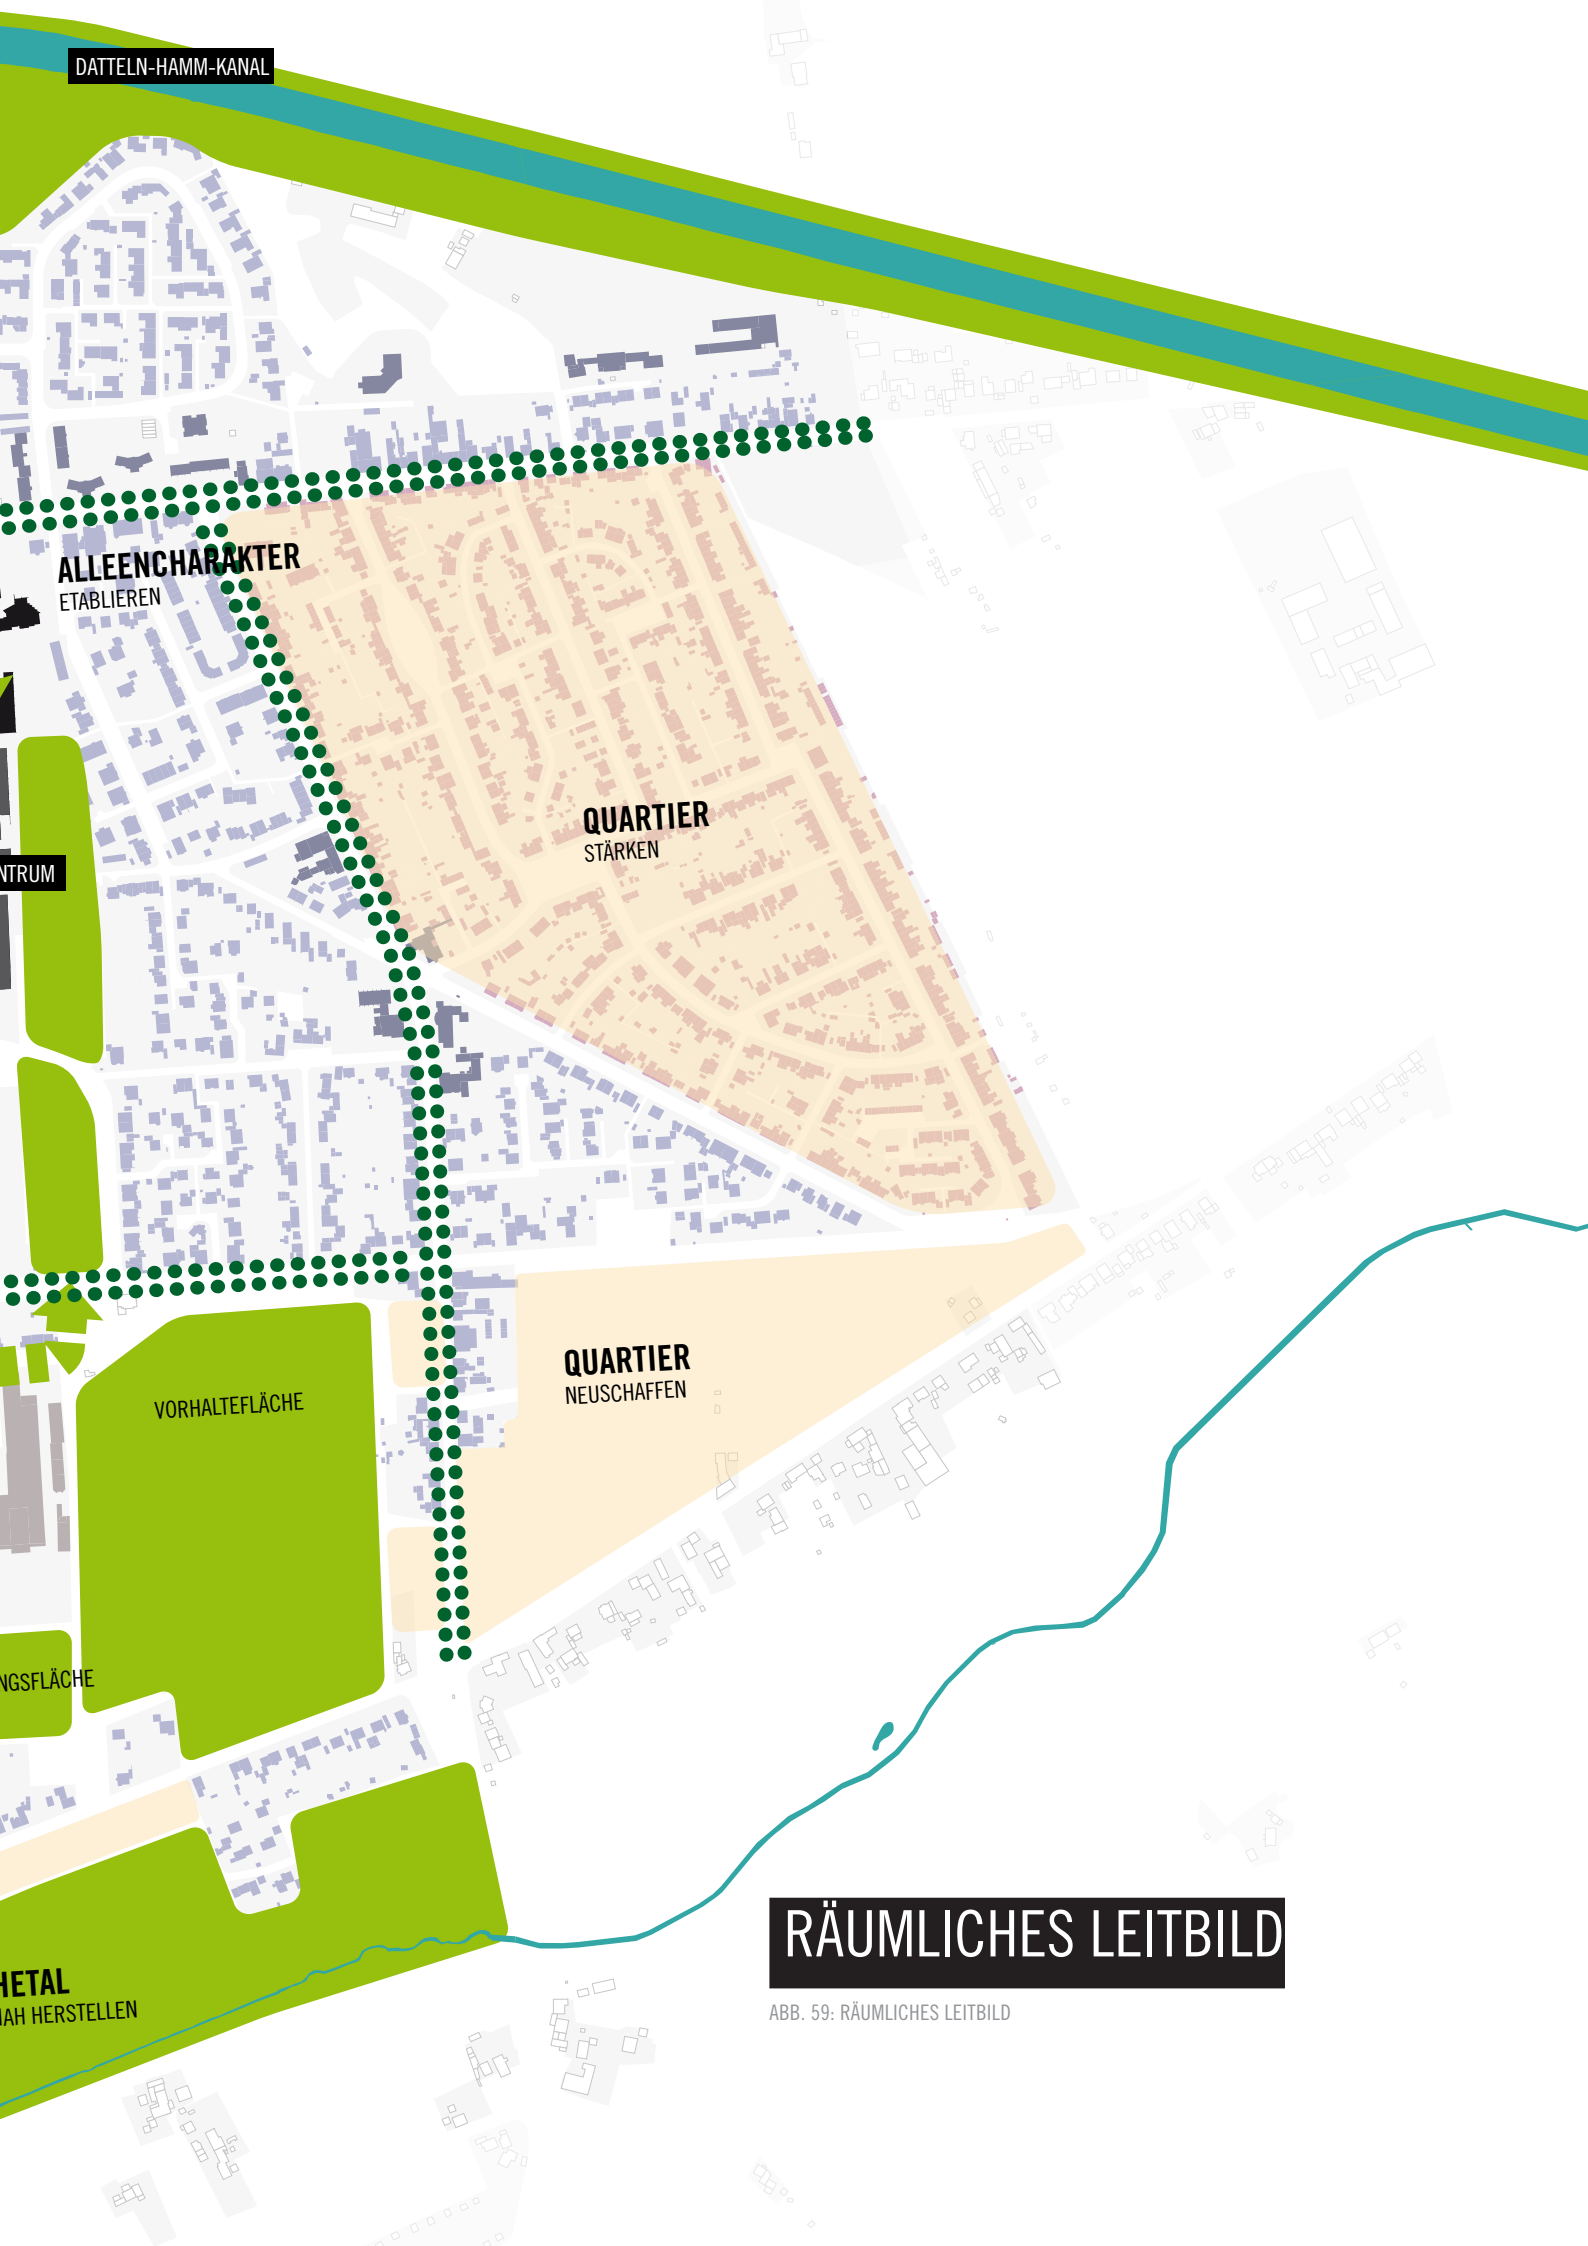 DATTELN-HAMM-KANAL
ALLEENCHARAKTER
ETABLIEREN
QUARTIER
STÄRKEN
NTRUM
QUARTIER
NEUSCHAFFEN
VORHALTEFLÄCHE
NGSFLÄCHE
HETAL
NAH HERSTELLEN
RÄUMLICHES LEITBILD
ABB. 59: RÄUMLICHES LEITBILD